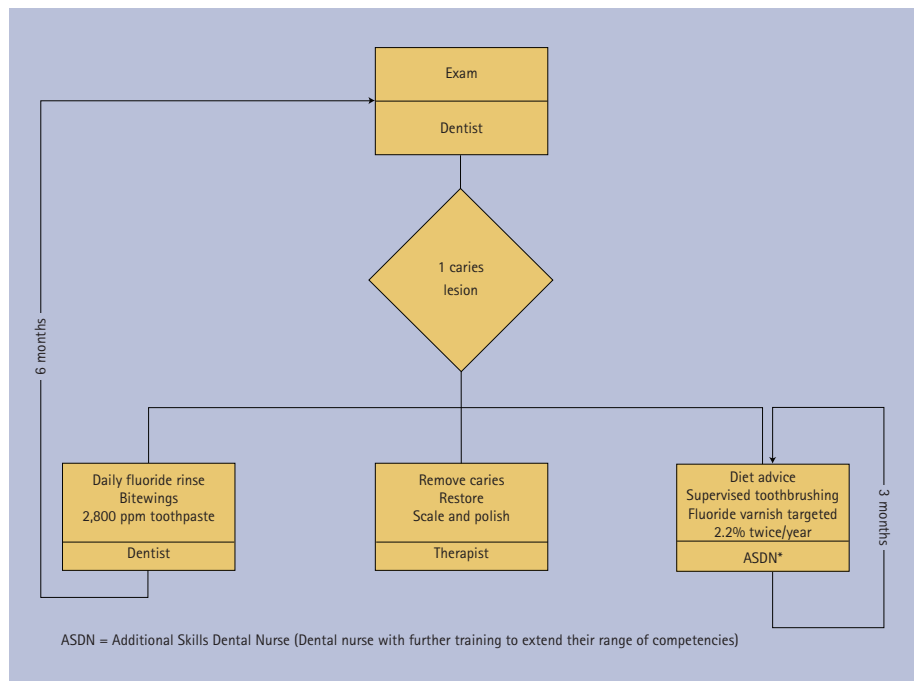 Exam
Dentist
1 caries
lesion
6 months
Daily fluoride rinse
Bitewings
2,800 ppm toothpaste
Dentist
Remove caries
Restore
Scale and polish
Therapist
Diet advice
Supervised toothbrushing
Fluoride varnish targeted
2.2% twice/year
ASDN*
3 months
ASDN = Additional Skills Dental Nurse (Dental nurse with further training to extend their range of competencies)